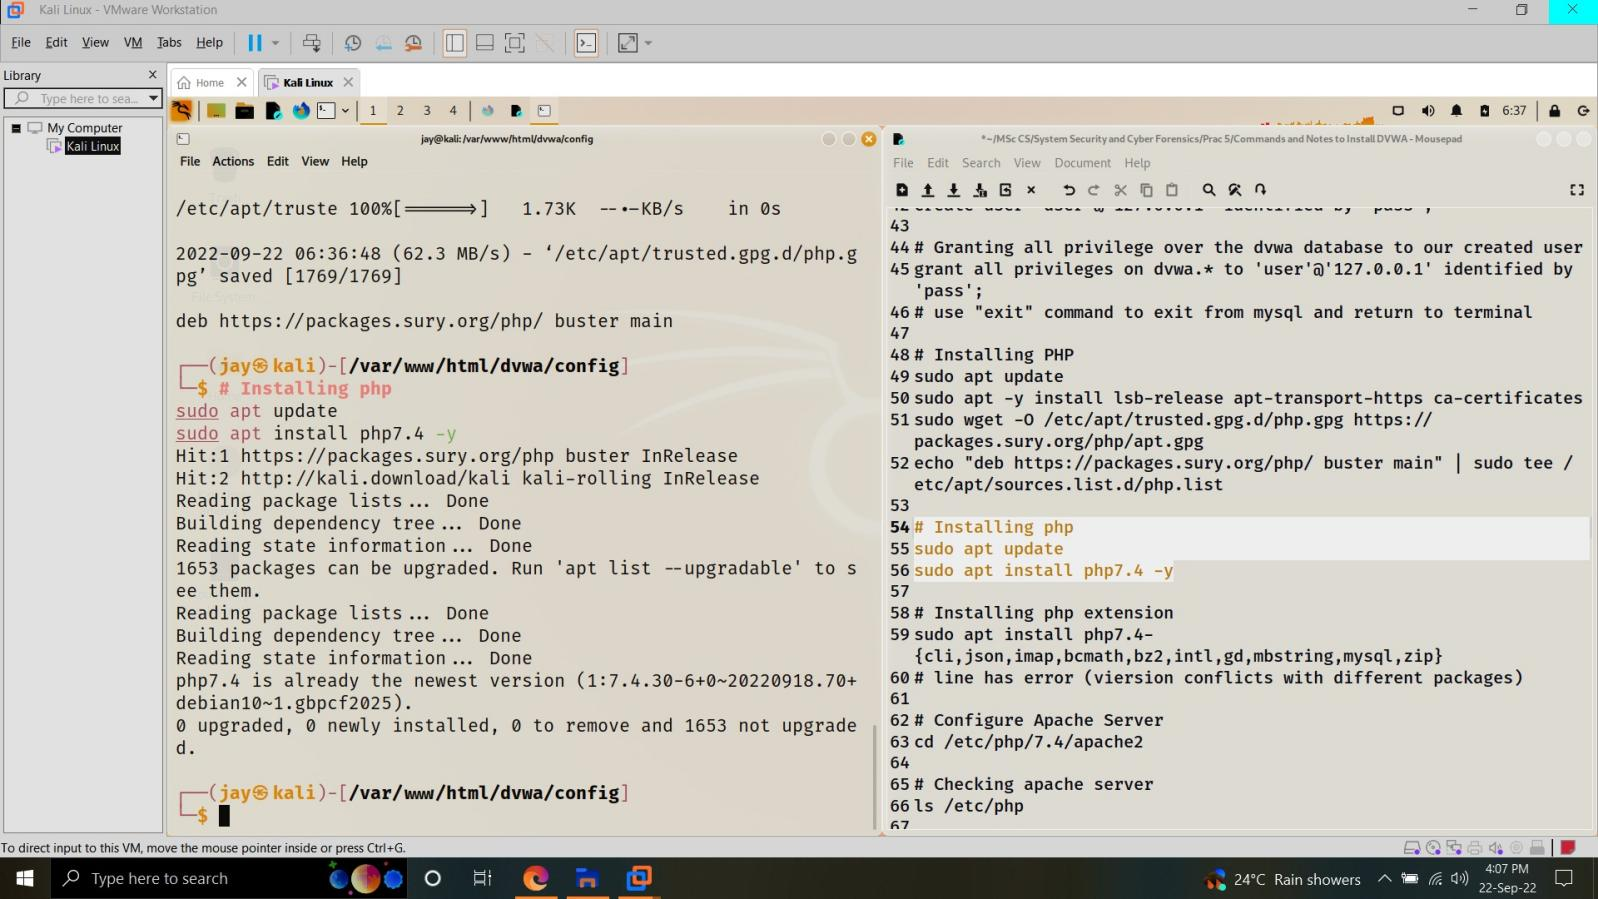 Kali Linux - VMware Workstation
File Edit View VM Tabs Help
Library
Type here to sea...
My Computer
Kali Linux
Home Kali Linux
1 2 3 4
6:37
jay@kali: /var/www/html/dvwa/config
File Actions Edit View Help
/etc/apt/truste 100%[======>] 1.73K --.-KB/s in 0s
2022-09-22 06:36:48 (62.3 MB/s) - ‘/etc/apt/trusted.gpg.d/php.g
pg’ saved [1769/1769]
deb https://packages.sury.org/php/ buster main
┌──(jay㉿kali)-[/var/www/html/dvwa/config]
└─$ # Installing php
sudo apt update
sudo apt install php7.4 -y
Hit:1 https://packages.sury.org/php buster InRelease
Hit:2 http://kali.download/kali kali-rolling InRelease
Reading package lists... Done
Building dependency tree... Done
Reading state information... Done
1653 packages can be upgraded. Run 'apt list --upgradable' to s
ee them.
Reading package lists... Done
Building dependency tree... Done
Reading state information... Done
php7.4 is already the newest version (1:7.4.30-6+0~20220918.70+
debian10~1.gbpcf2025).
0 upgraded, 0 newly installed, 0 to remove and 1653 not upgrade
d.
┌──(jay㉿kali)-[/var/www/html/dvwa/config]
└─$
*~/MSc CS/System Security and Cyber Forensics/Prac 5/Commands and Notes to Install DVWA - Mousepad
File Edit Search View Document Help
42 create user 'user'@'127.0.0.1' identified by 'pass';
43
44 # Granting all privilege over the dvwa database to our created user
45 grant all privileges on dvwa.* to 'user'@'127.0.0.1' identified by
'pass';
46 # use "exit" command to exit from mysql and return to terminal
47
48 # Installing PHP
49 sudo apt update
50 sudo apt -y install lsb-release apt-transport-https ca-certificates
51 sudo wget -O /etc/apt/trusted.gpg.d/php.gpg https://
packages.sury.org/php/apt.gpg
52 echo "deb https://packages.sury.org/php/ buster main" | sudo tee /
etc/apt/sources.list.d/php.list
53
54 # Installing php
55 sudo apt update
56 sudo apt install php7.4 -y
57
58 # Installing php extension
59 sudo apt install php7.4-
{cli,json,imap,bcmath,bz2,intl,gd,mbstring,mysql,zip}
60 # line has error (viersion conflicts with different packages)
61
62 # Configure Apache Server
63 cd /etc/php/7.4/apache2
64
65 # Checking apache server
66 ls /etc/php
67
To direct input to this VM, move the mouse pointer inside or press Ctrl+G.
Type here to search
24°C Rain showers
4:07 PM
22-Sep-22